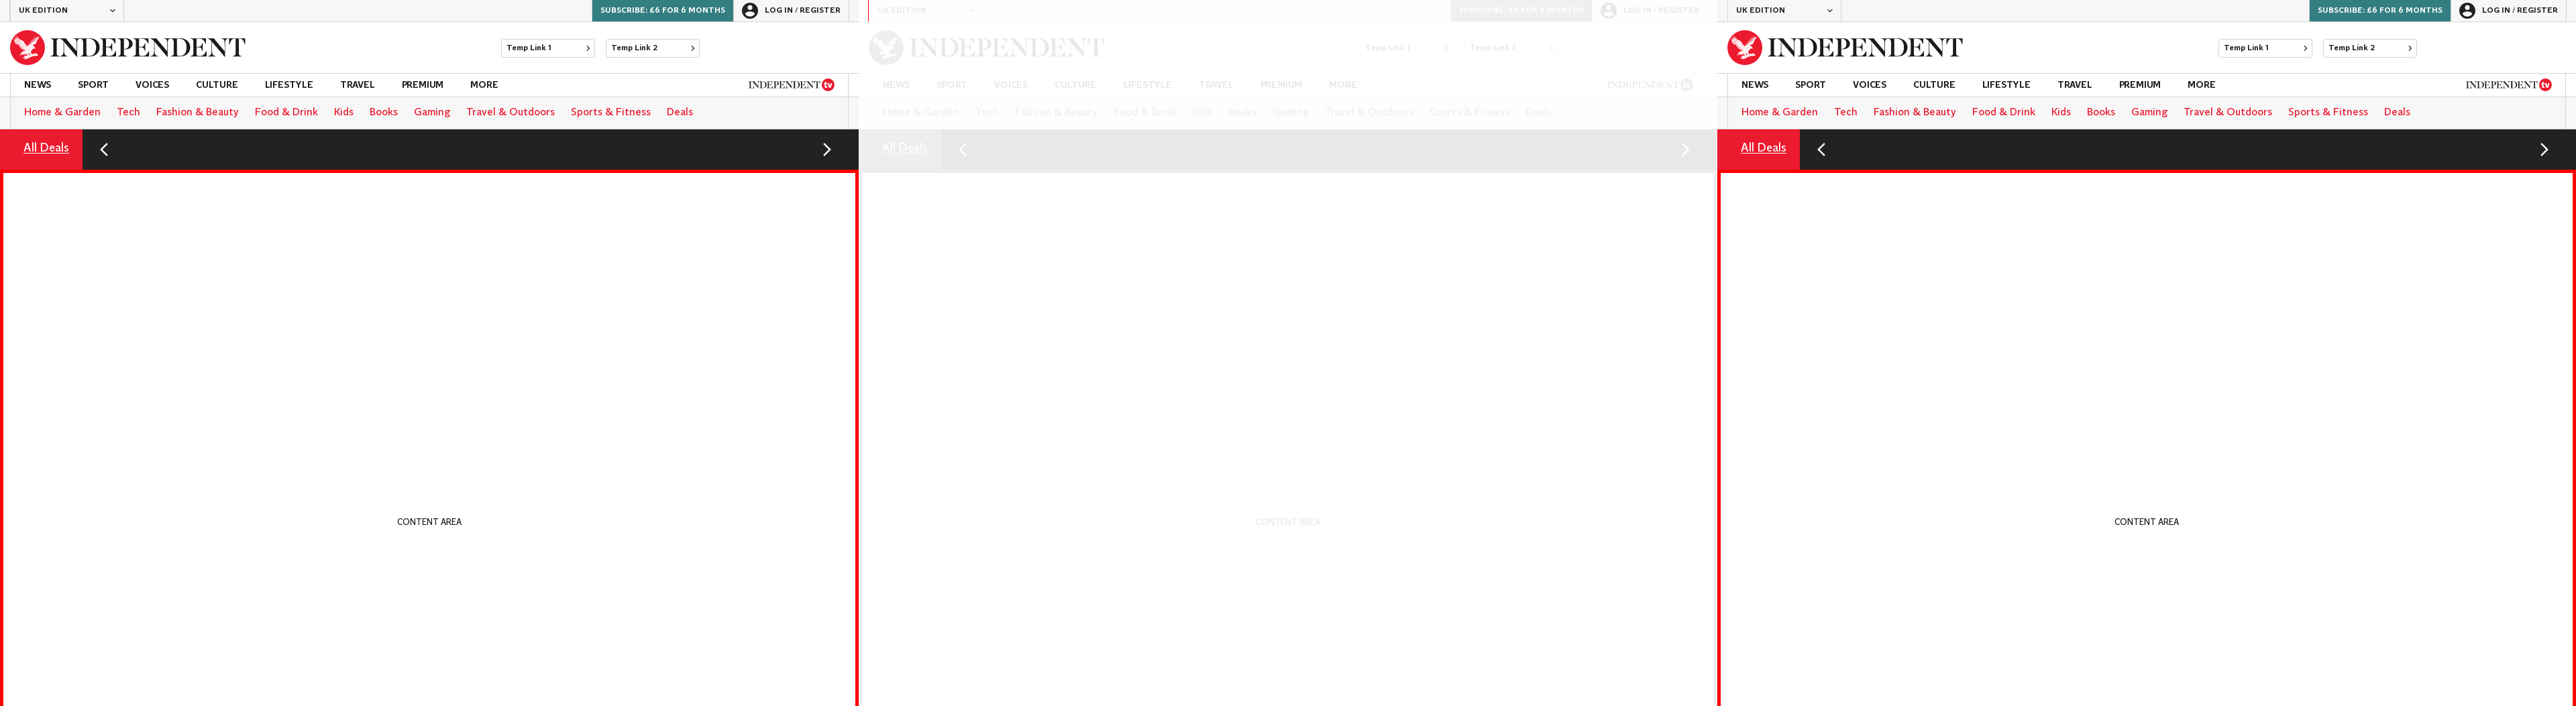 UK EDITION
SUBSCRIBE: £6 FOR 6 MONTHS
LOG IN / REGISTER
INDEPENDENT
Temp Link 1
Temp Link 2
NEWS SPORT VOICES CULTURE LIFESTYLE TRAVEL PREMIUM MORE
INDEPENDENT tv
Home & Garden Tech Fashion & Beauty Food & Drink Kids Books Gaming Travel & Outdoors Sports & Fitness Deals
All Deals
CONTENT AREA
UK EDITION
SUBSCRIBE: £6 FOR 6 MONTHS
LOG IN / REGISTER
INDEPENDENT
Temp Link 1
Temp Link 2
NEWS SPORT VOICES CULTURE LIFESTYLE TRAVEL PREMIUM MORE
INDEPENDENT tv
Home & Garden Tech Fashion & Beauty Food & Drink Kids Books Gaming Travel & Outdoors Sports & Fitness Deals
All Deals
CONTENT AREA
UK EDITION
SUBSCRIBE: £6 FOR 6 MONTHS
LOG IN / REGISTER
INDEPENDENT
Temp Link 1
Temp Link 2
NEWS SPORT VOICES CULTURE LIFESTYLE TRAVEL PREMIUM MORE
INDEPENDENT tv
Home & Garden Tech Fashion & Beauty Food & Drink Kids Books Gaming Travel & Outdoors Sports & Fitness Deals
All Deals
CONTENT AREA